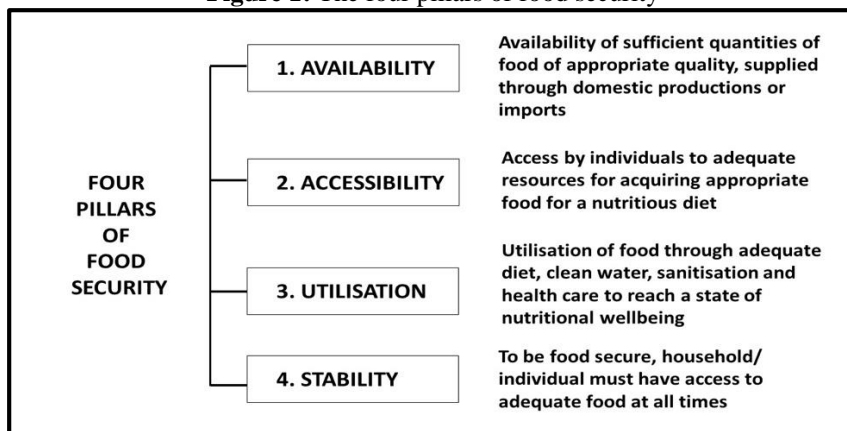 Figure 2: The four pillars of food security
FOUR
PILLARS
OF
FOOD
SECURITY
1. AVAILABILITY
Availability of sufficient quantities of
food of appropriate quality, supplied
through domestic productions or
imports
2. ACCESSIBILITY
Access by individuals to adequate
resources for acquiring appropriate
food for a nutritious diet
3. UTILISATION
Utilisation of food through adequate
diet, clean water, sanitisation and
health care to reach a state of
nutritional wellbeing
4. STABILITY
To be food secure, household/
individual must have access to
adequate food at all times